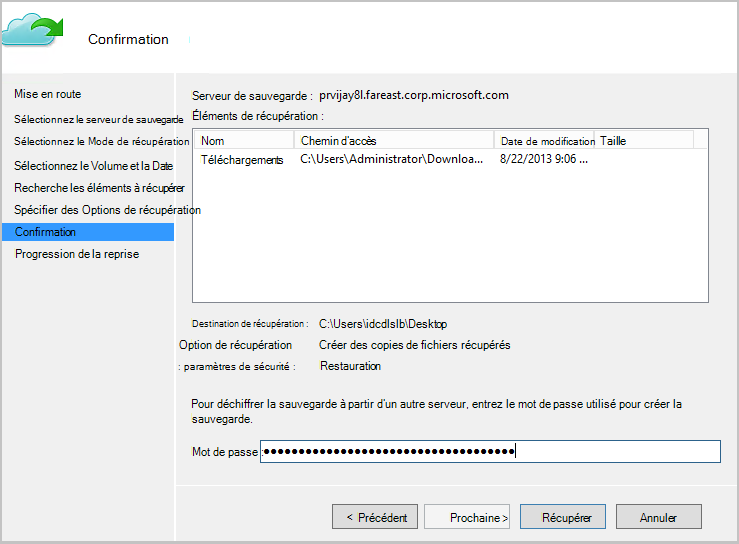 Confirmation
Mise en route
Sélectionnez le serveur de sauvegarde
Sélectionnez le Mode de récupération
Sélectionnez le Volume et la Date
Recherche les éléments à récupérer
Spécifier des Options de récupération
Confirmation
Progression de la reprise
Serveur de sauvegarde : prvijay8l.fareast.corp.microsoft.com
Éléments de récupération :
Nom Chemin d'accès Date de modification Taille
Téléchargements C:\Users\Administrator\Downloa... 8/22/2013 9:06 ...
Destination de récupération : C:\Users\idcdlslb\Desktop
Option de récupération Créer des copies de fichiers récupérés
: paramètres de sécurité : Restauration
Pour déchiffrer la sauvegarde à partir d'un autre serveur, entrez le mot de passe utilisé pour créer la
sauvegarde.
Mot de passe :
< Précédent Prochaine > Récupérer Annuler